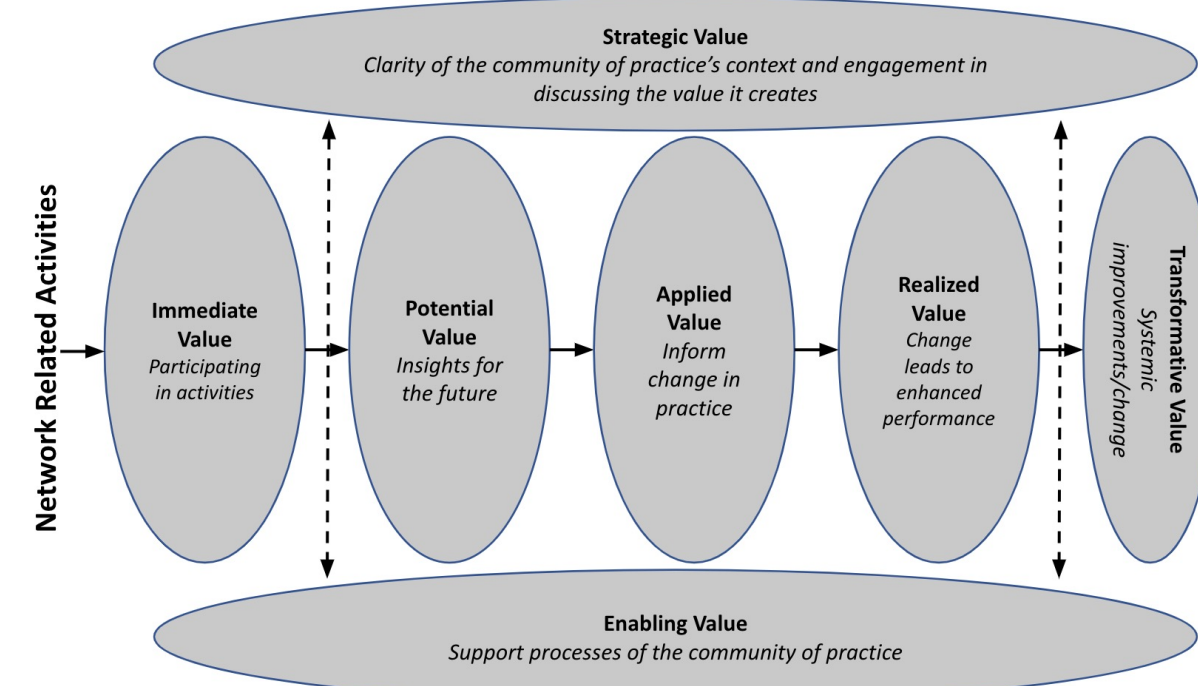 Strategic Value
Clarity of the community of practice’s context and engagement in
discussing the value it creates
Network Related Activities
Immediate
Value
Participating
in activities
Potential
Value
Insights for
the future
Applied
Value
Inform
change in
practice
Realized
Value
Change
leads to
enhanced
performance
Transformative Value
Systemic
improvements/change
Enabling Value
Support processes of the community of practice